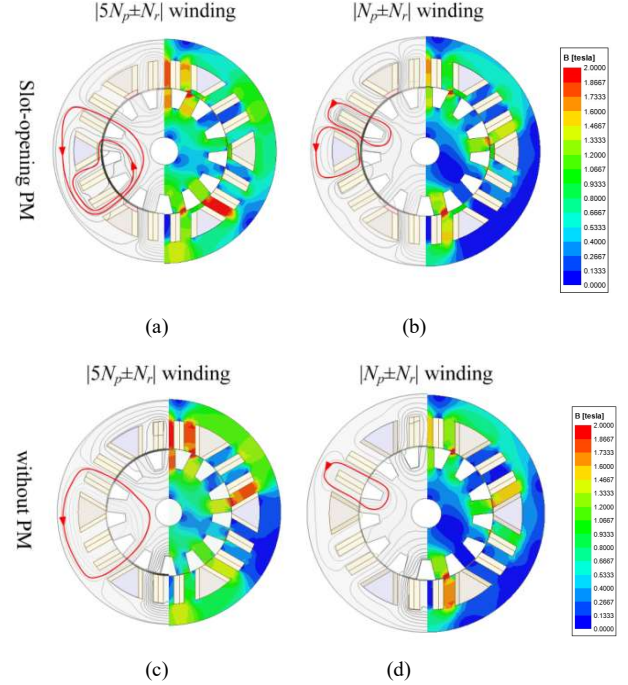 |5Nₚ±Nᵣ| winding
|Nₚ±Nᵣ| winding
Slot-opening PM
B [tesla]
2.0000
1.8667
1.7333
1.6000
1.4667
1.3333
1.2000
1.0667
0.9333
0.8000
0.6667
0.5333
0.4000
0.2667
0.1333
0.0000
(a)
(b)
|5Nₚ±Nᵣ| winding
|Nₚ±Nᵣ| winding
without PM
B [tesla]
2.0000
1.8667
1.7333
1.6000
1.4667
1.3333
1.2000
1.0667
0.9333
0.8000
0.6667
0.5333
0.4000
0.2667
0.1333
0.0000
(c)
(d)